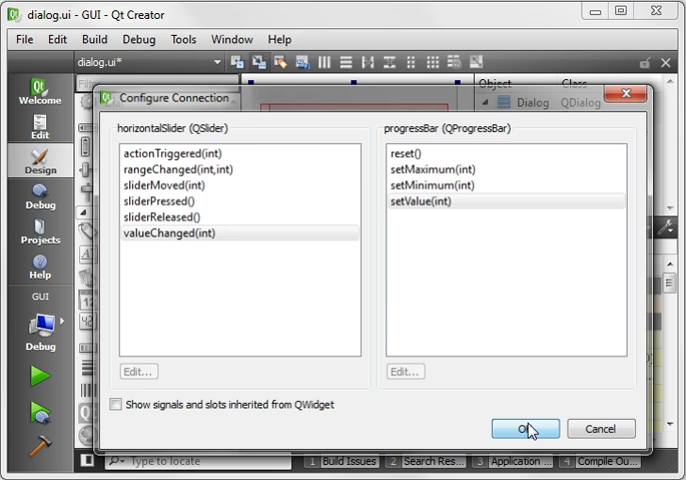 dialog.ui - GUI - Qt Creator
File Edit Build Debug Tools Window Help
dialog.ui*
Object Class
Dialog QDialog
Welcome
Edit
Design
Debug
Projects
Help
GUI
Debug
Configure Connection
horizontalSlider (QSlider)
actionTriggered(int)
rangeChanged(int,int)
sliderMoved(int)
sliderPressed()
sliderReleased()
valueChanged(int)
Edit...
progressBar (QProgressBar)
reset()
setMaximum(int)
setMinimum(int)
setValue(int)
Edit...
Show signals and slots inherited from QWidget
Cancel
Type to locate
1 Build Issues 2 Search Res... 3 Application ... 4 Compile Ou...